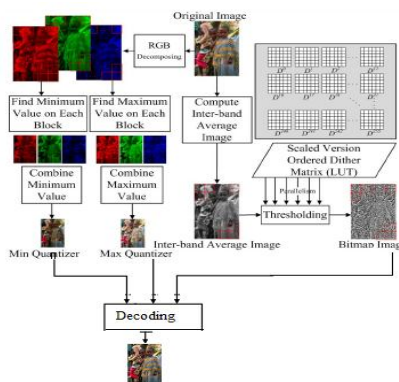 Original Image
RGB
Decomposing
Find Minimum
Value on Each
Block
Find Maximum
Value on Each
Block
Compute
Inter-band
Average
Image
Scaled Version
Ordered Dither
Matrix (LUT)
Combine
Minimum
Value
Combine
Maximum
Value
Parallelism
Thresholding
Min Quantizer
Max Quantizer
Inter-band Average Image
Bitmap Imag
Decoding